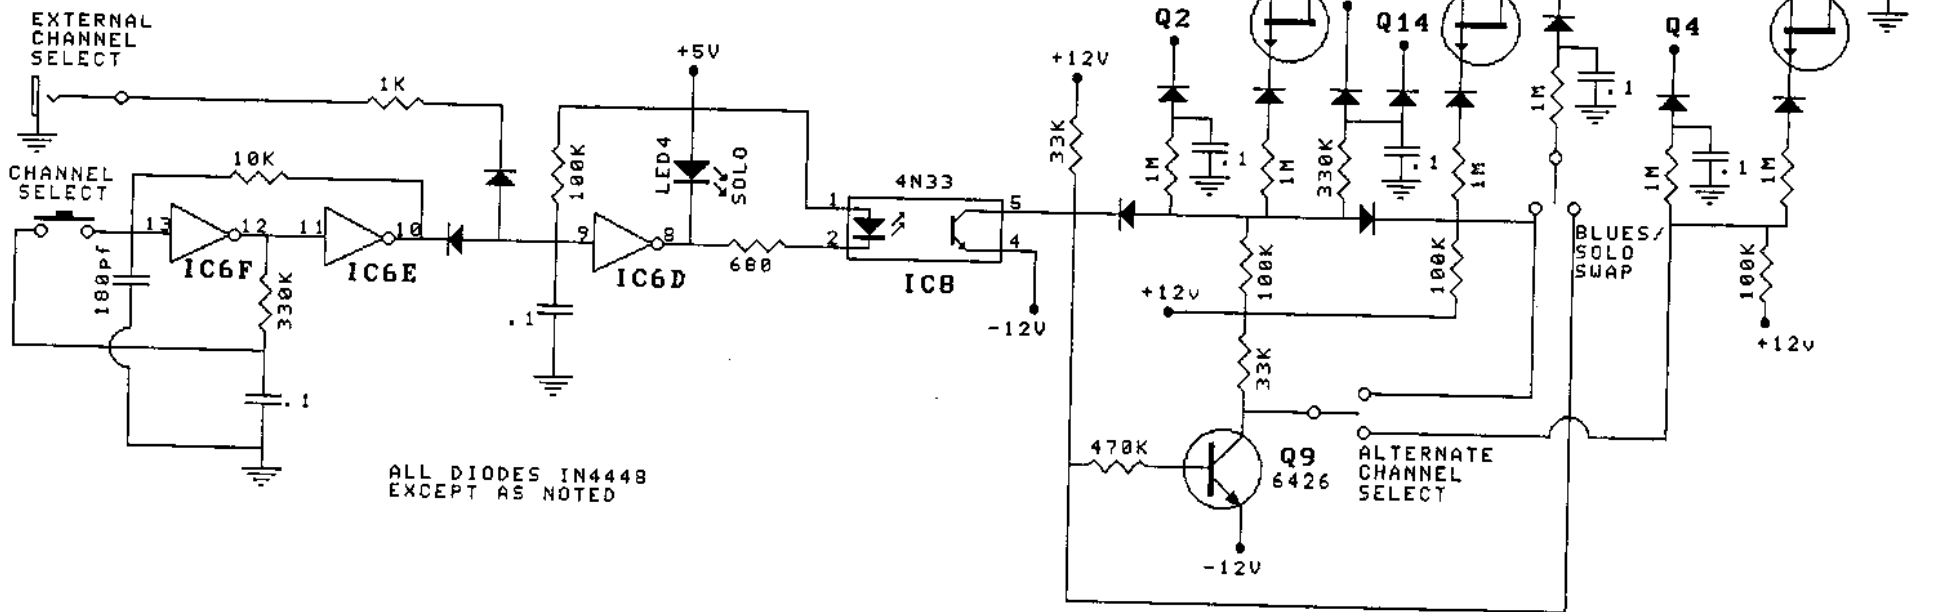 EXTERNAL
CHANNEL
SELECT
1K
+5V
+12V
Q2
Q14
Q4
CHANNEL
SELECT
10K
100K
LED4
SOLO
33K
1M
.1
1M
330K
.1
1M
1M
.1
1M
.1
1M
4N33
1
2
5
4
13
12
11
10
9
8
IC6F
IC6E
IC6D
680
IC8
180pf
330K
.1
-12V
100K
+12v
100K
BLUES/
SOLO
SWAP
100K
+12v
.1
33K
ALL DIODES IN4448
EXCEPT AS NOTED
470K
Q9
6426
ALTERNATE
CHANNEL
SELECT
-12V